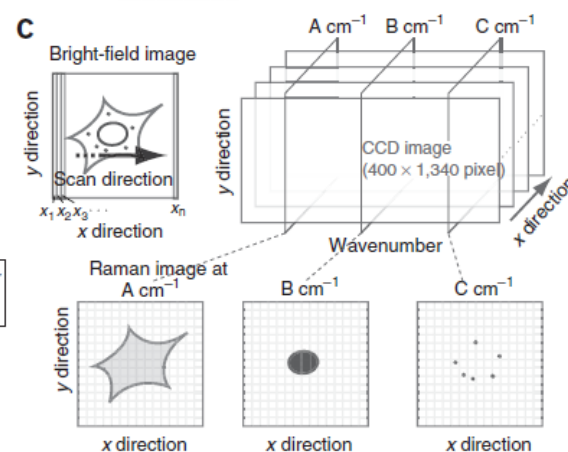 C
Bright-field image
y direction
Scan direction
x₁ x₂ x₃ ... xₙ
x direction
A cm⁻¹ B cm⁻¹ C cm⁻¹
y direction
CCD image
(400 × 1,340 pixel)
Wavenumber
x direction
Raman image at
A cm⁻¹ B cm⁻¹ C cm⁻¹
y direction
x direction x direction x direction